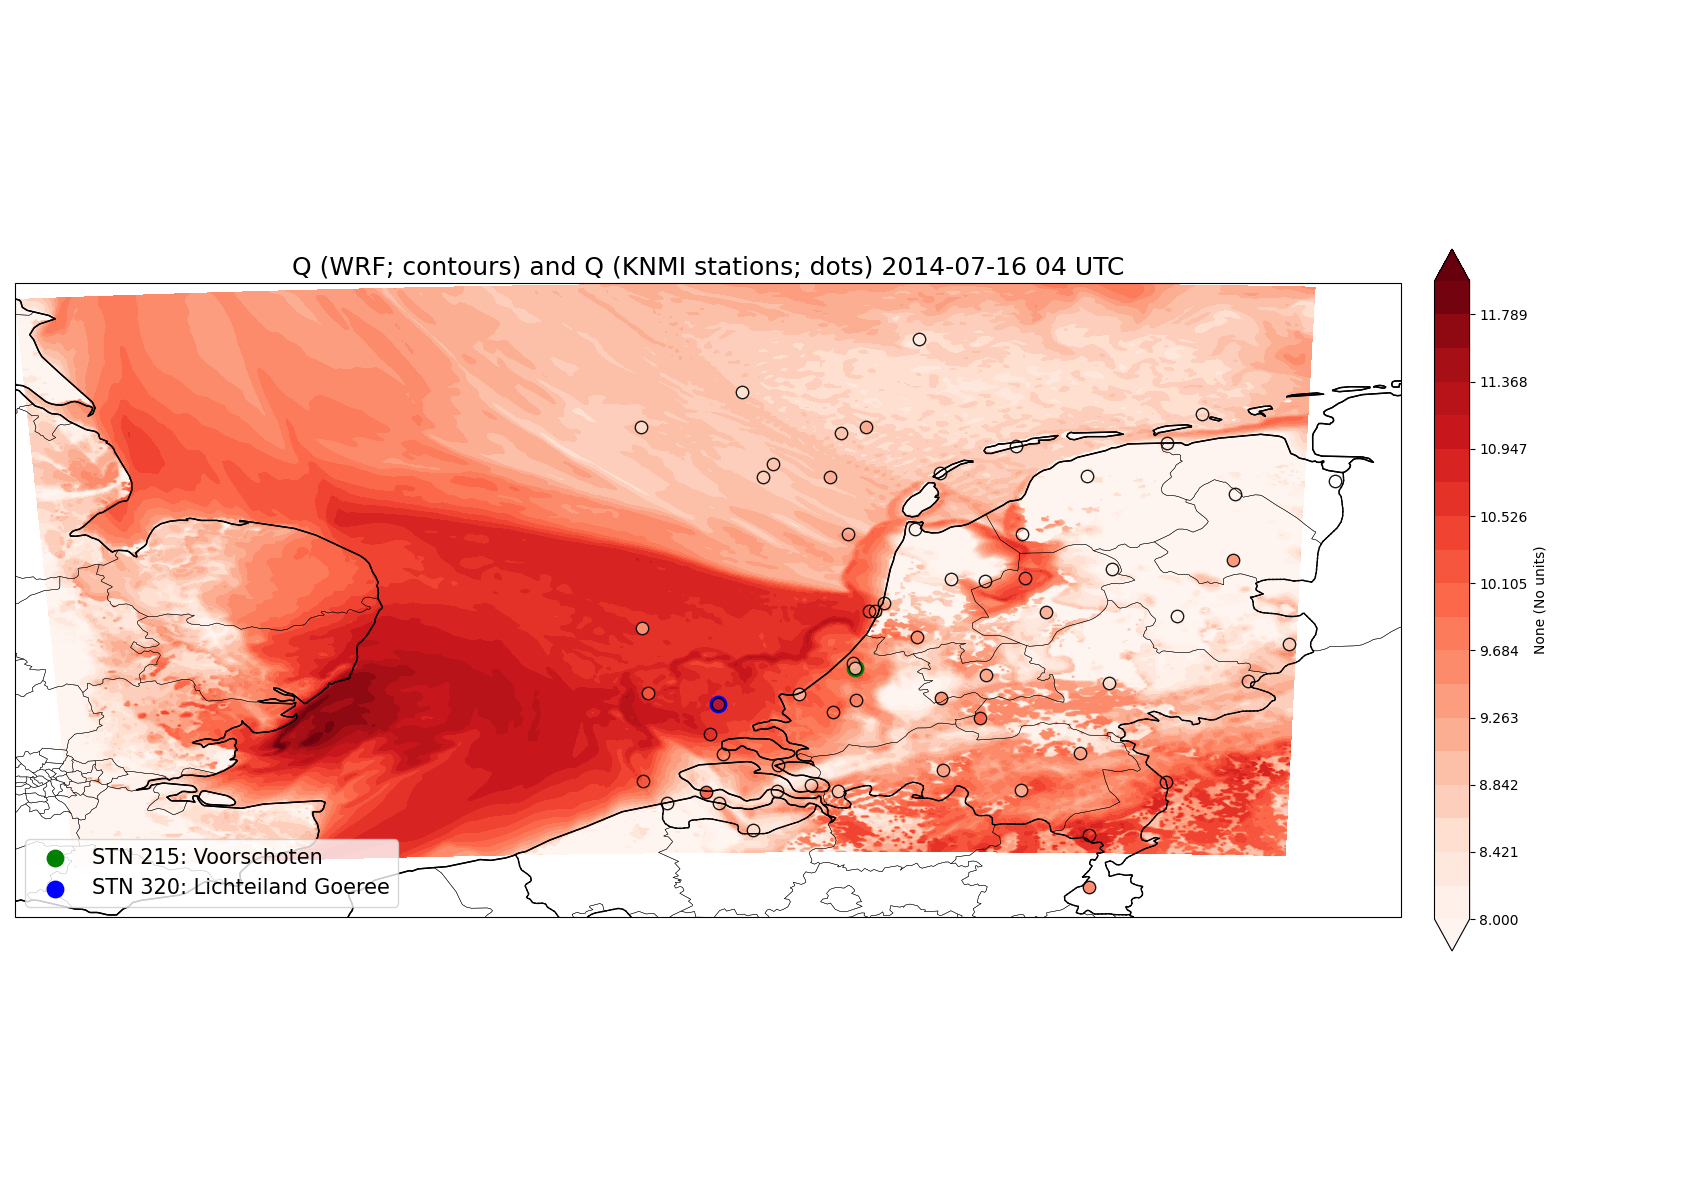 Q (WRF; contours) and Q (KNMI stations; dots) 2014-07-16 04 UTC
11.789
11.368
10.947
10.526
10.105
9.684
9.263
8.842
8.421
8.000
None (No units)
STN 215: Voorschoten
STN 320: Lichteiland Goeree